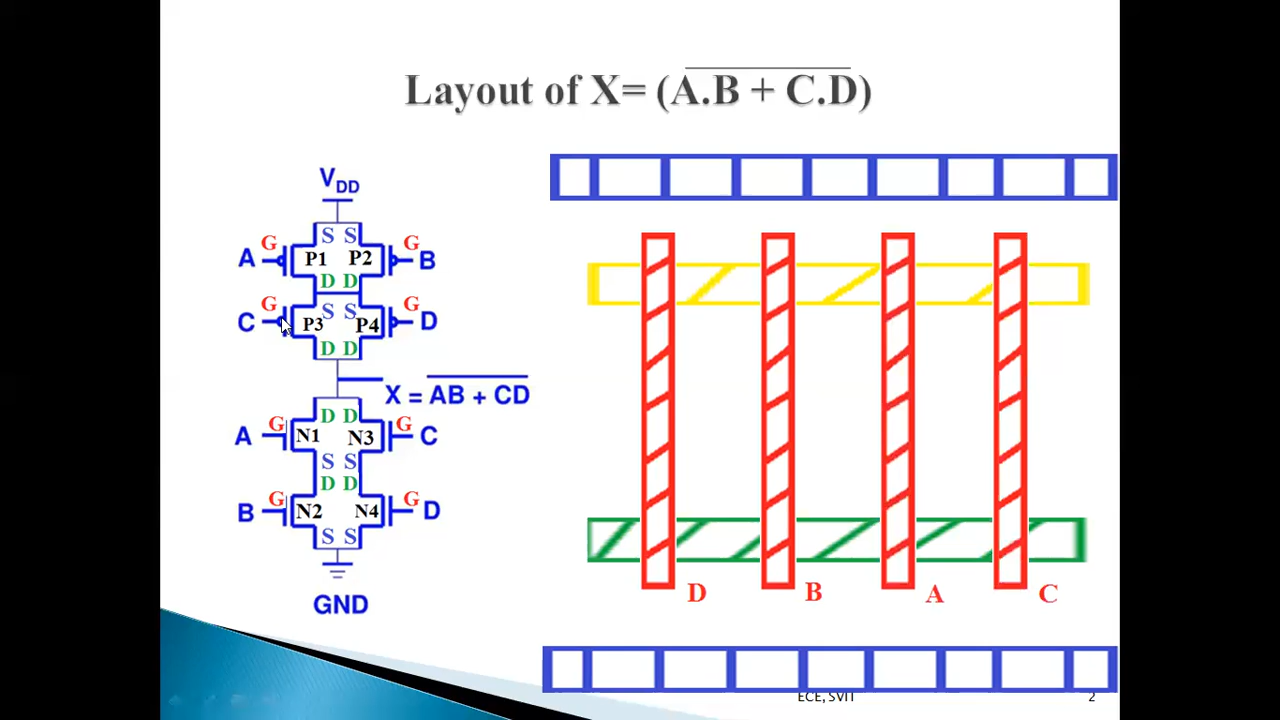 Layout of X= (A.B + C.D)
VDD
G S S G
A P1 P2 B
G D D G
S S
C P3 P4 D
D D
X = AB + CD
G D D G
A N1 N3 C
S S
G D D G
B N2 N4 D
S S
GND
D B A C
ECE, SVIT 2